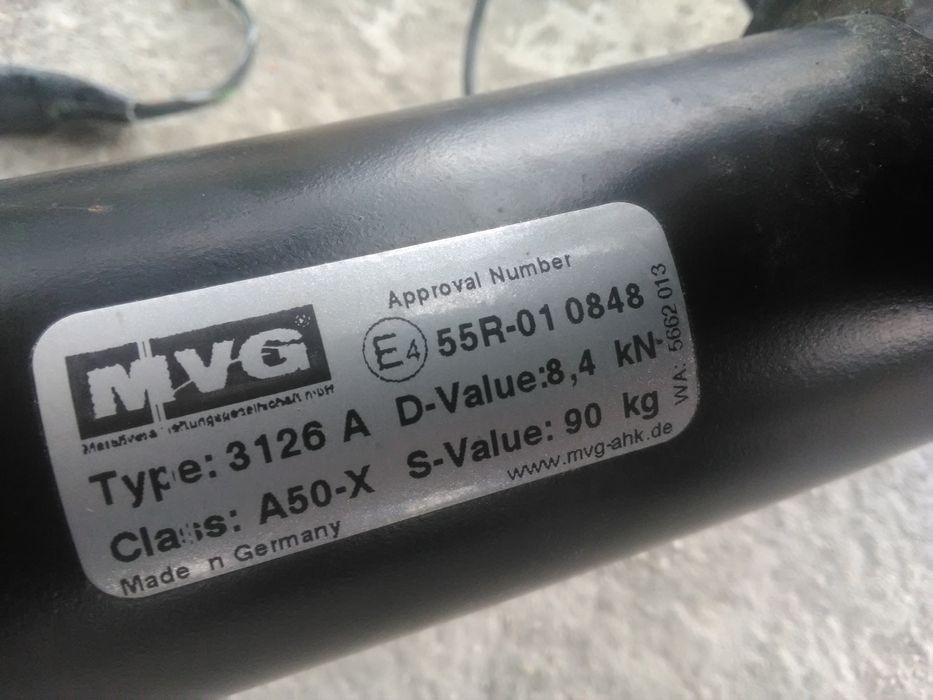 MVG
Approval Number
E4 55R-01 0848
Type: 3126 A D-Value:8,4 kN
Class: A50-X S-Value: 90 kg
Made n Germany
www.mvg-ahk.de
WA: 5662 013